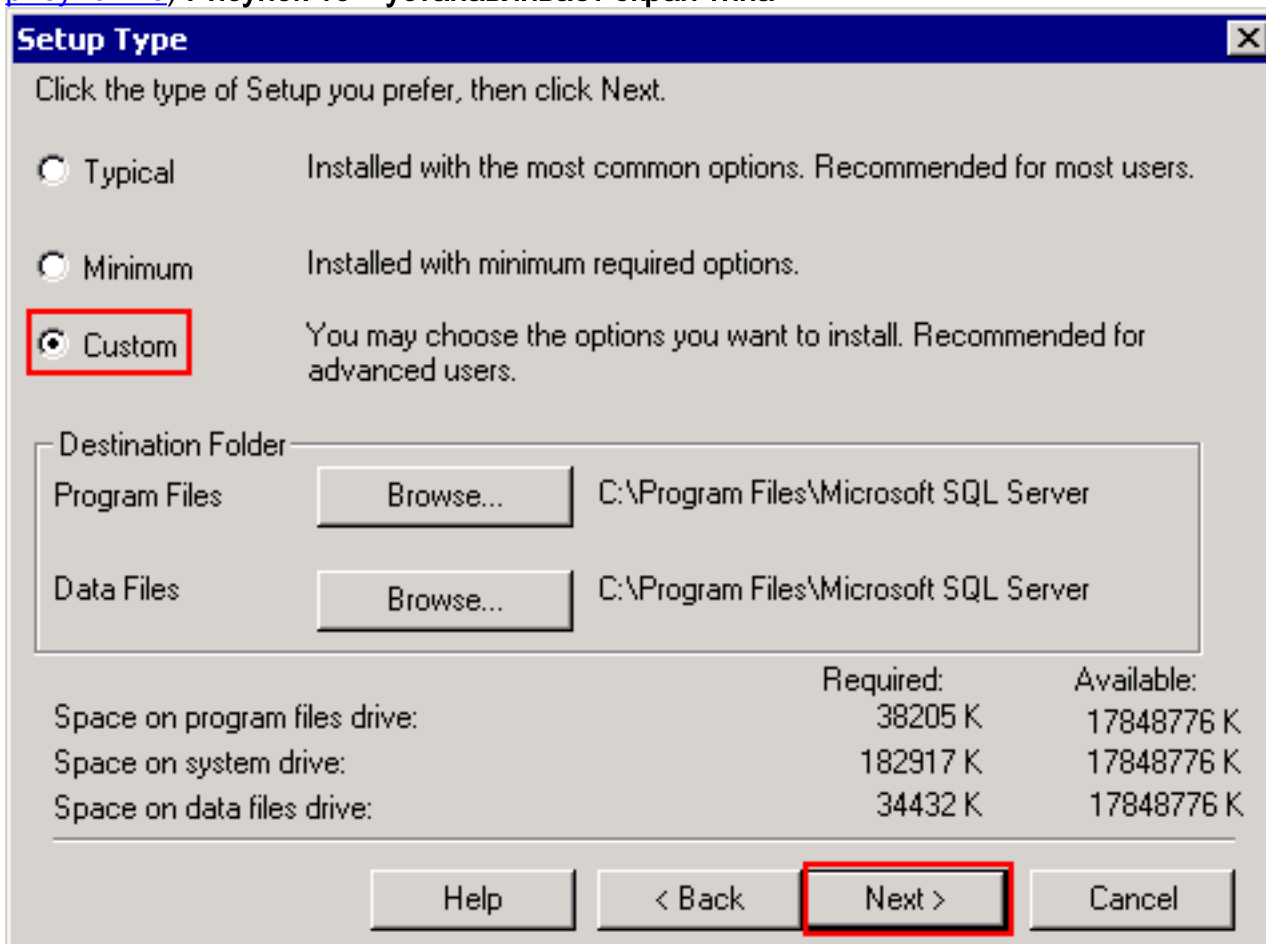 Рисунок устанавливает экран типа
Setup Type
Click the type of Setup you prefer, then click Next.
Typical Installed with the most common options. Recommended for most users.
Minimum Installed with minimum required options.
Custom You may choose the options you want to install. Recommended for
advanced users.
Destination Folder
Program Files Browse... C:\Program Files\Microsoft SQL Server
Data Files Browse... C:\Program Files\Microsoft SQL Server
Required: Available:
Space on program files drive: 38205 K 17848776 K
Space on system drive: 182917 K 17848776 K
Space on data files drive: 34432 K 17848776 K
Help < Back Next > Cancel